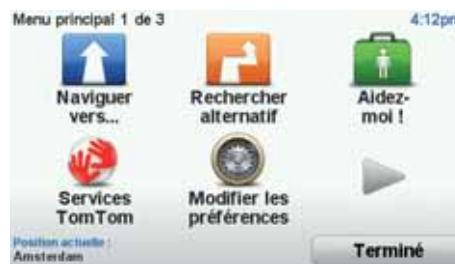 Menu principal 1 de 3
4:12pm
Naviguer
vers...
Rechercher
alternatif
Aidez-
moi !
Services
TomTom
Modifier les
préférences
Position actuelle :
Amsterdam
Terminé